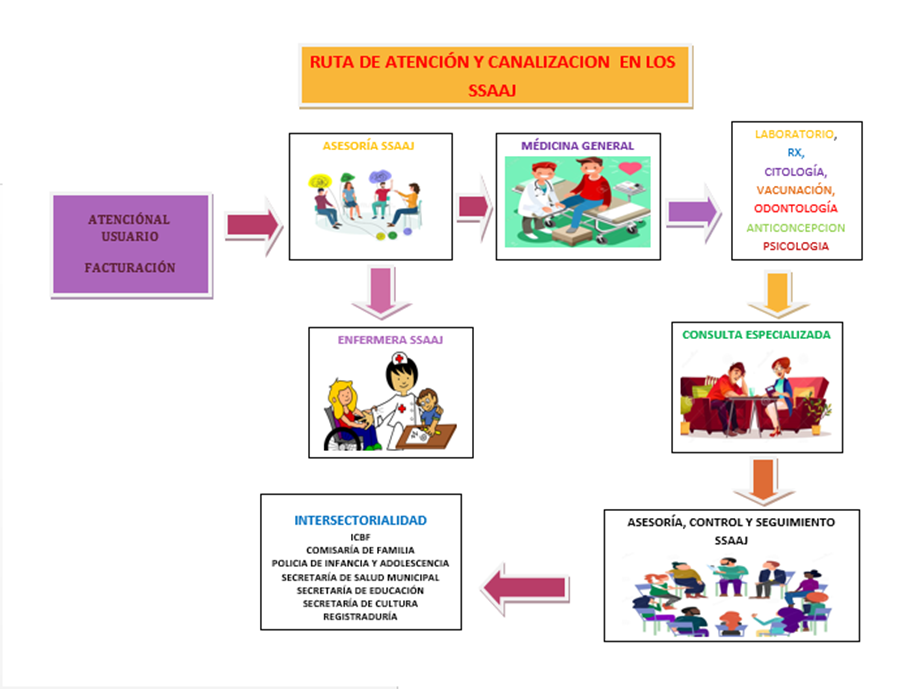 RUTA DE ATENCIÓN Y CANALIZACION EN LOS
SSAAJ
ATENCIÓNAL
USUARIO
FACTURACIÓN
ASESORÍA SSAAJ
MÉDICINA GENERAL
LABORATORIO,
RX,
CITOLOGÍA,
VACUNACIÓN,
ODONTOLOGÍA
ANTICONCEPCION
PSICOLOGIA
ENFERMERA SSAAJ
CONSULTA ESPECIALIZADA
ASESORÍA, CONTROL Y SEGUIMIENTO
SSAAJ
INTERSECTORIALIDAD
ICBF
COMISARÍA DE FAMILIA
POLICIA DE INFANCIA Y ADOLESCENCIA
SECRETARÍA DE SALUD MUNICIPAL
SECRETARÍA DE EDUCACIÓN
SECRETARÍA DE CULTURA
REGISTRADURÍA